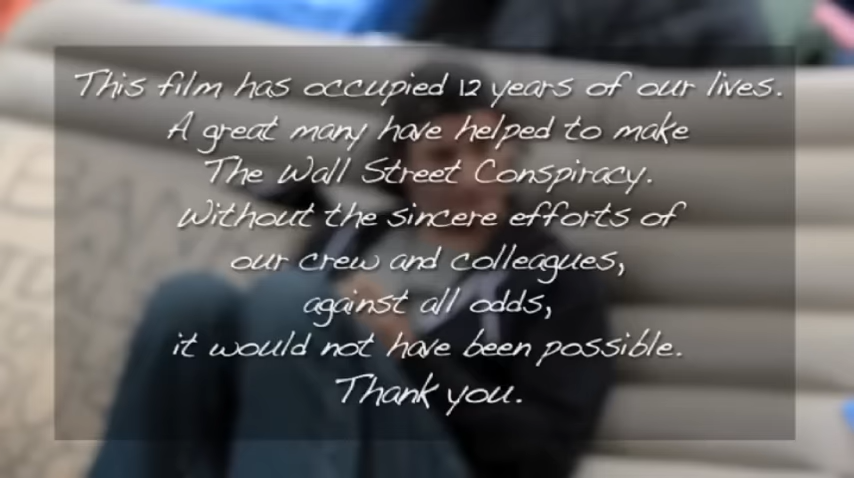 This film has occupied 12 years of our lives.
A great many have helped to make
The Wall Street Conspiracy.
Without the sincere efforts of
our crew and colleagues,
against all odds,
it would not have been possible.
Thank you.
BAN